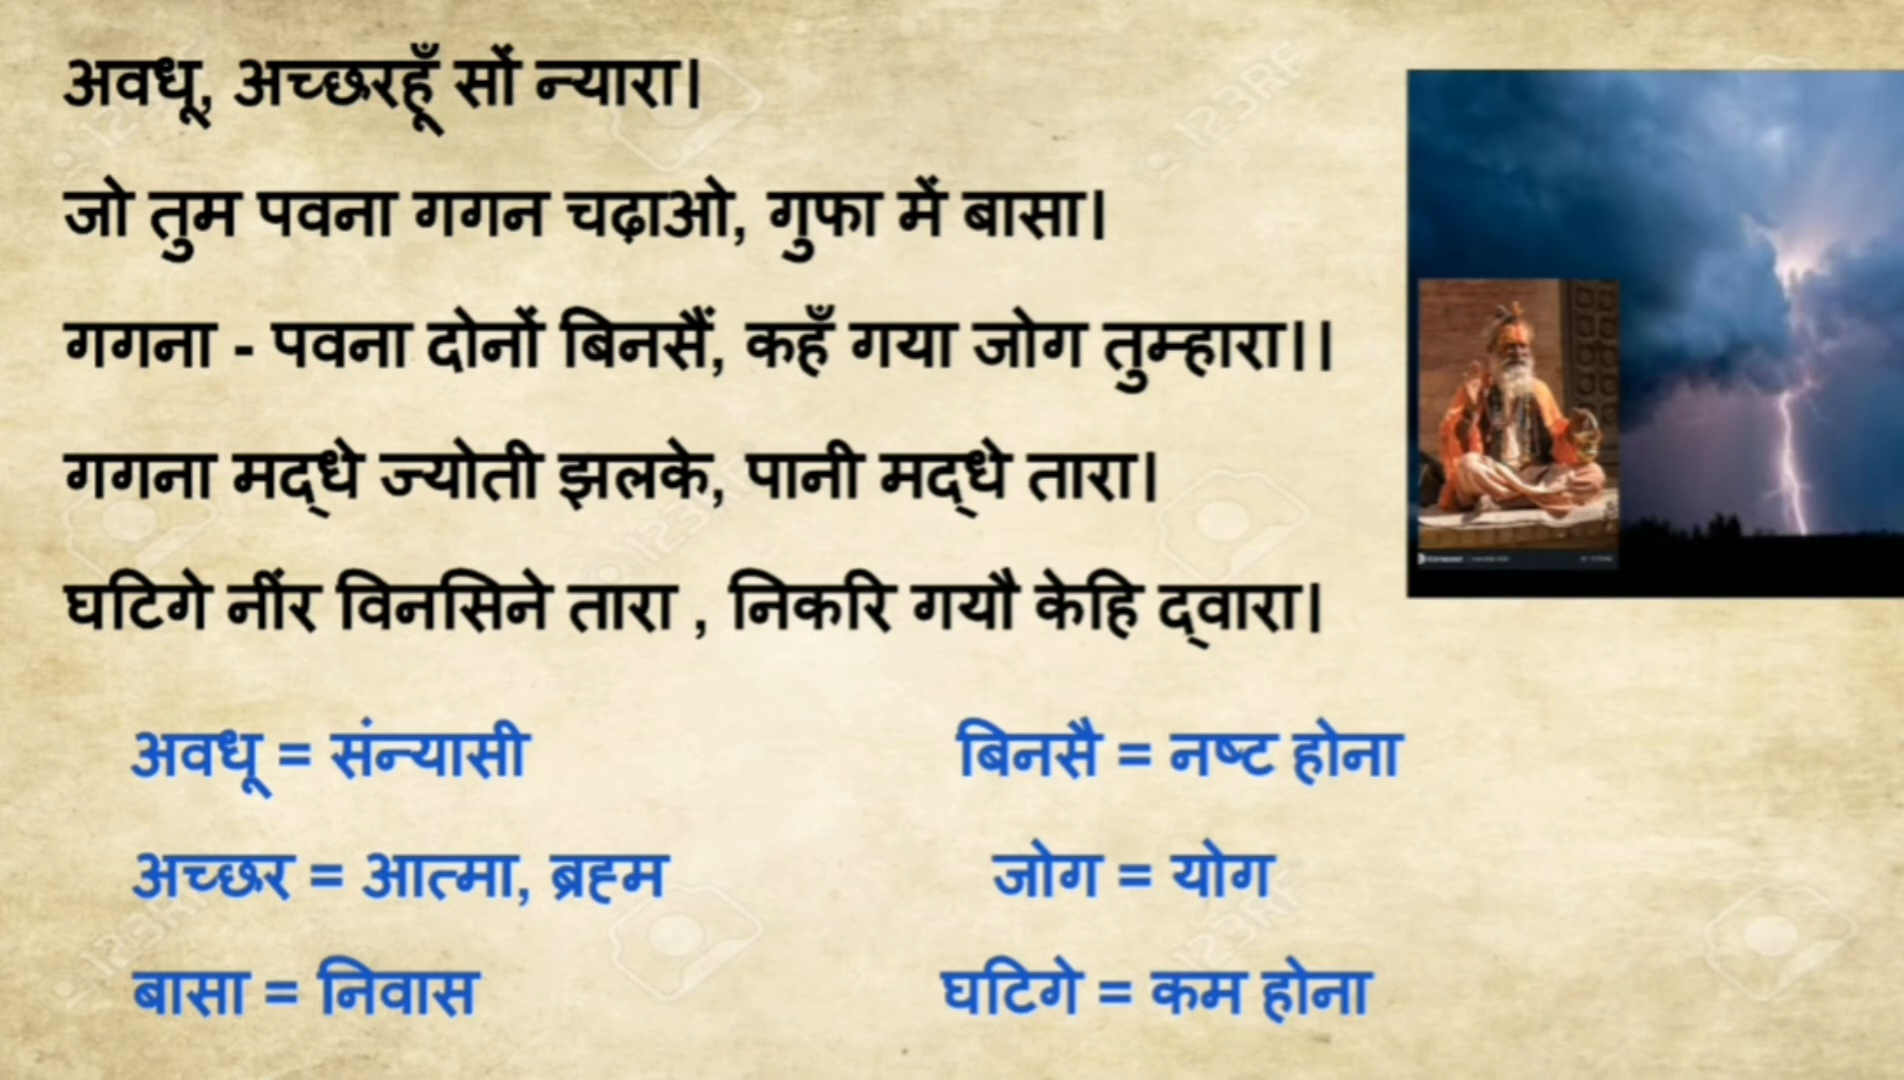 अवधू, अच्छरहूँ सों न्यारा।
जो तुम पवना गगन चढ़ाओ, गुफा में बासा।
गगना - पवना दोनों बिनसैं, कहँ गया जोग तुम्हारा।।
गगना मद्धे ज्योती झलके, पानी मद्धे तारा।
घटिगे नींर विनसिने तारा , निकरि गयौ केहि द्वारा।
अवधू = संन्यासी
बिनसै = नष्ट होना
अच्छर = आत्मा, ब्रह्म
जोग = योग
बासा = निवास
घटिगे = कम होना
123RF